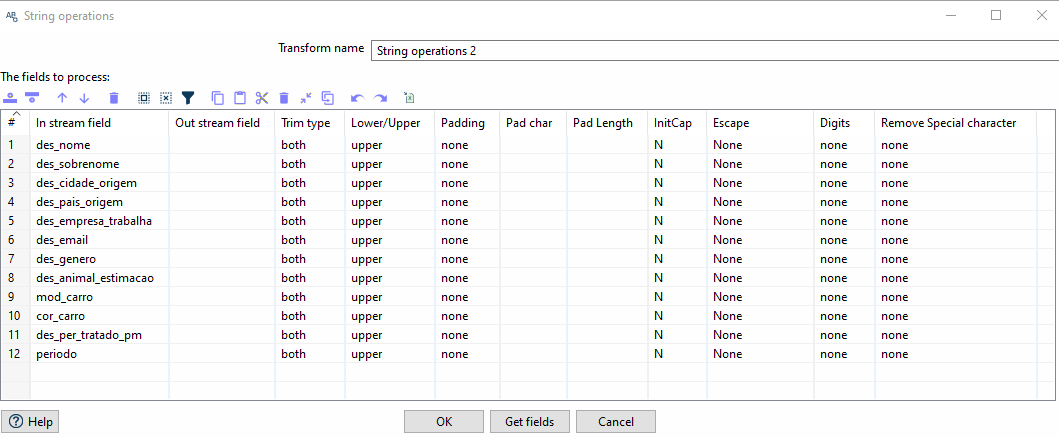 String operations
Transform name String operations 2
The fields to process:
# In stream field Out stream field Trim type Lower/Upper Padding Pad char Pad Length InitCap Escape Digits Remove Special character
1 des_nome both upper none N None none none
2 des_sobrenome both upper none N None none none
3 des_cidade_origem both upper none N None none none
4 des_pais_origem both upper none N None none none
5 des_empresa_trabalha both upper none N None none none
6 des_email both upper none N None none none
7 des_genero both upper none N None none none
8 des_animal_estimacao both upper none N None none none
9 mod_carro both upper none N None none none
10 cor_carro both upper none N None none none
11 des_per_tratado_pm both upper none N None none none
12 periodo both upper none N None none none
Help OK Get fields Cancel